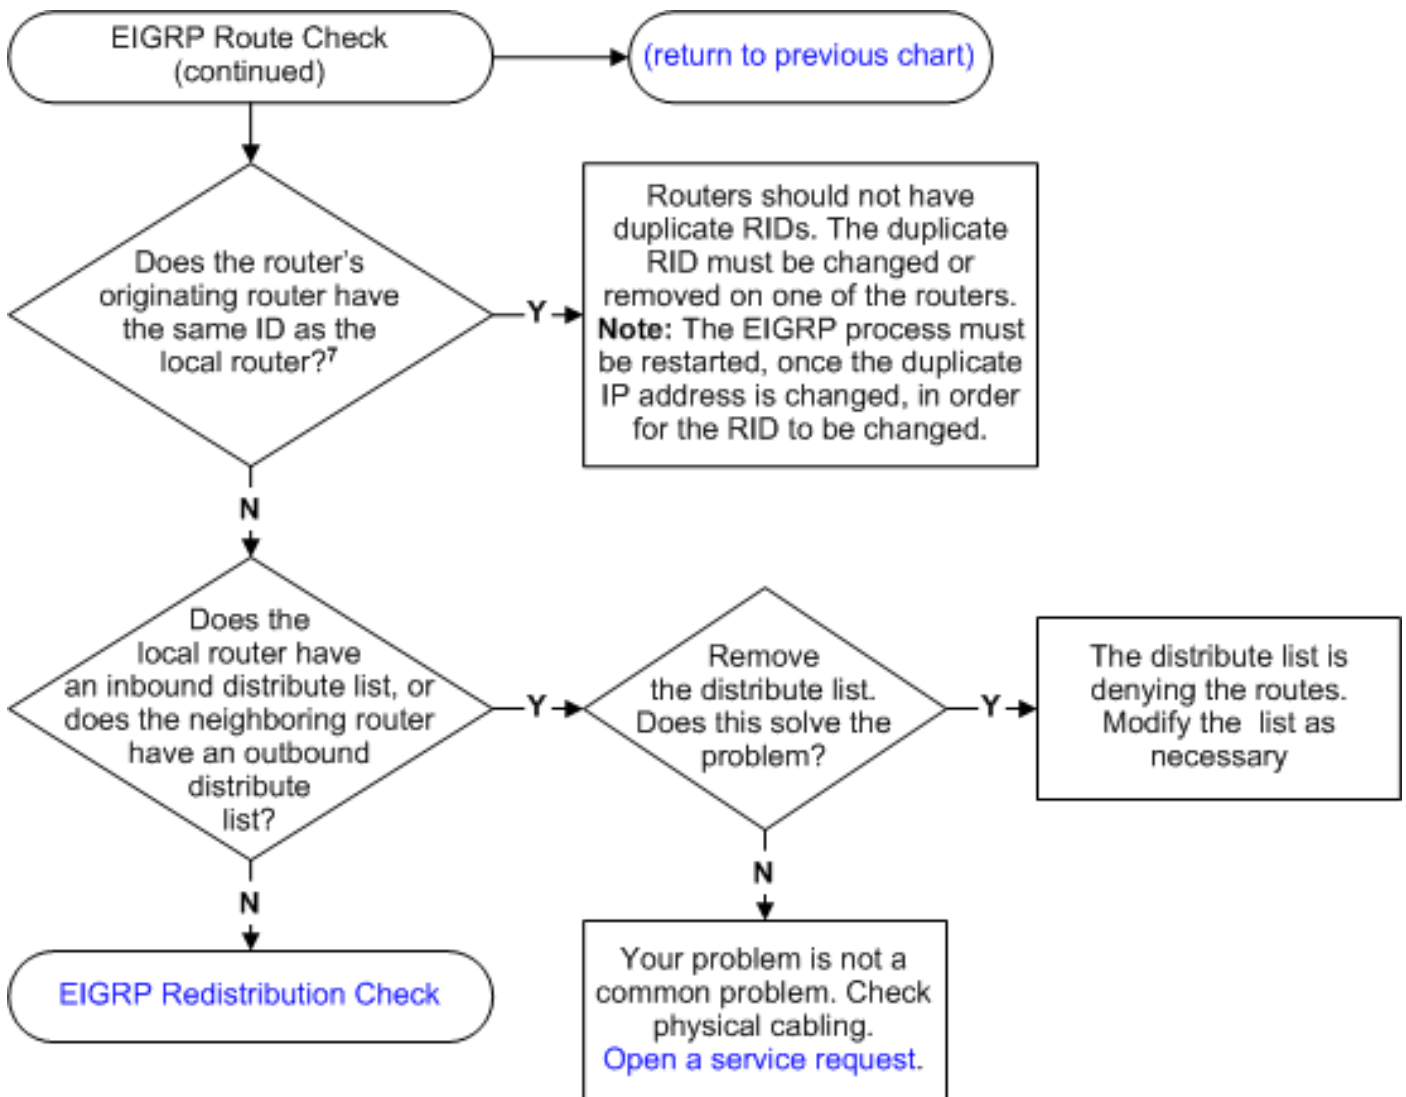 EIGRP Route Check
(continued)
(return to previous chart)
Does the router's
originating router have
the same ID as the
local router?⁷
Y
Routers should not have
duplicate RIDs. The duplicate
RID must be changed or
removed on one of the routers.
Note: The EIGRP process must
be restarted, once the duplicate
IP address is changed, in order
for the RID to be changed.
N
Does the
local router have
an inbound distribute list, or
does the neighboring router
have an outbound
distribute
list?
Y
Remove
the distribute list.
Does this solve the
problem?
Y
The distribute list is
denying the routes.
Modify the list as
necessary
N
N
EIGRP Redistribution Check
Your problem is not a
common problem. Check
physical cabling.
Open a service request.